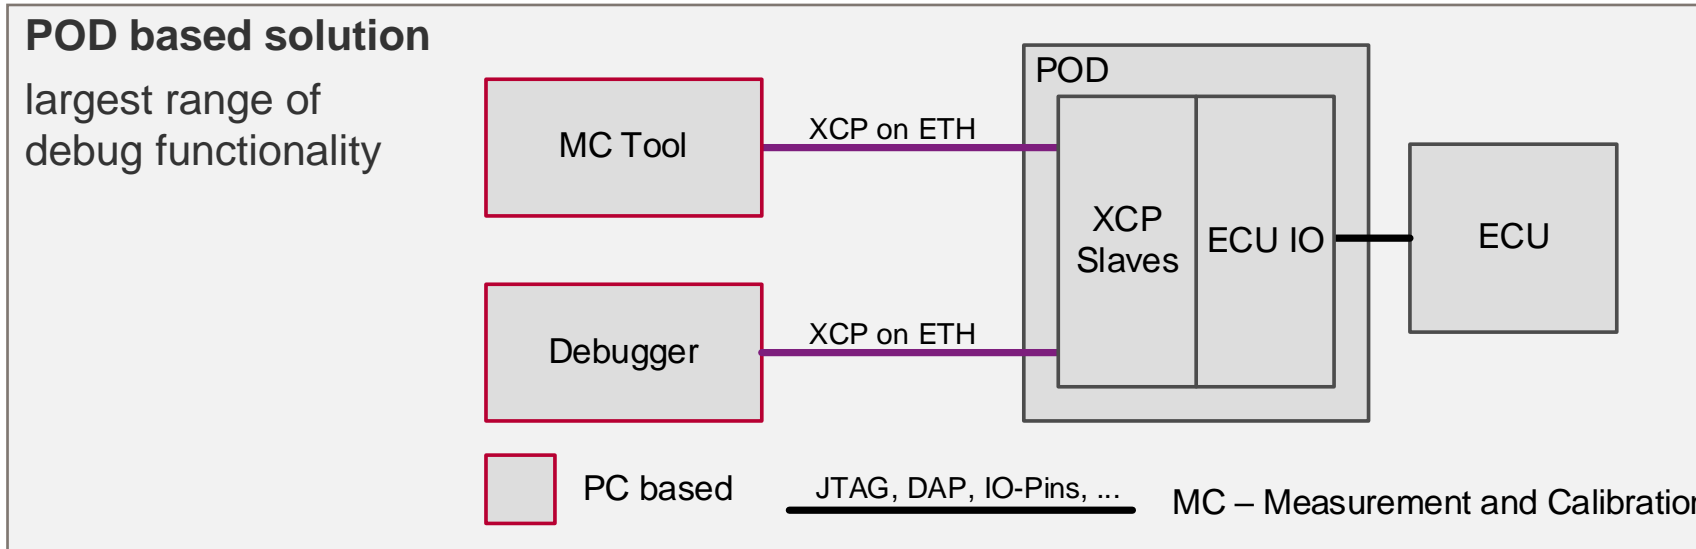 POD based solution
largest range of
debug functionality
MC Tool
XCP on ETH
POD
XCP
Slaves
ECU IO
ECU
Debugger
XCP on ETH
PC based
JTAG, DAP, IO-Pins, ...
MC – Measurement and Calibration